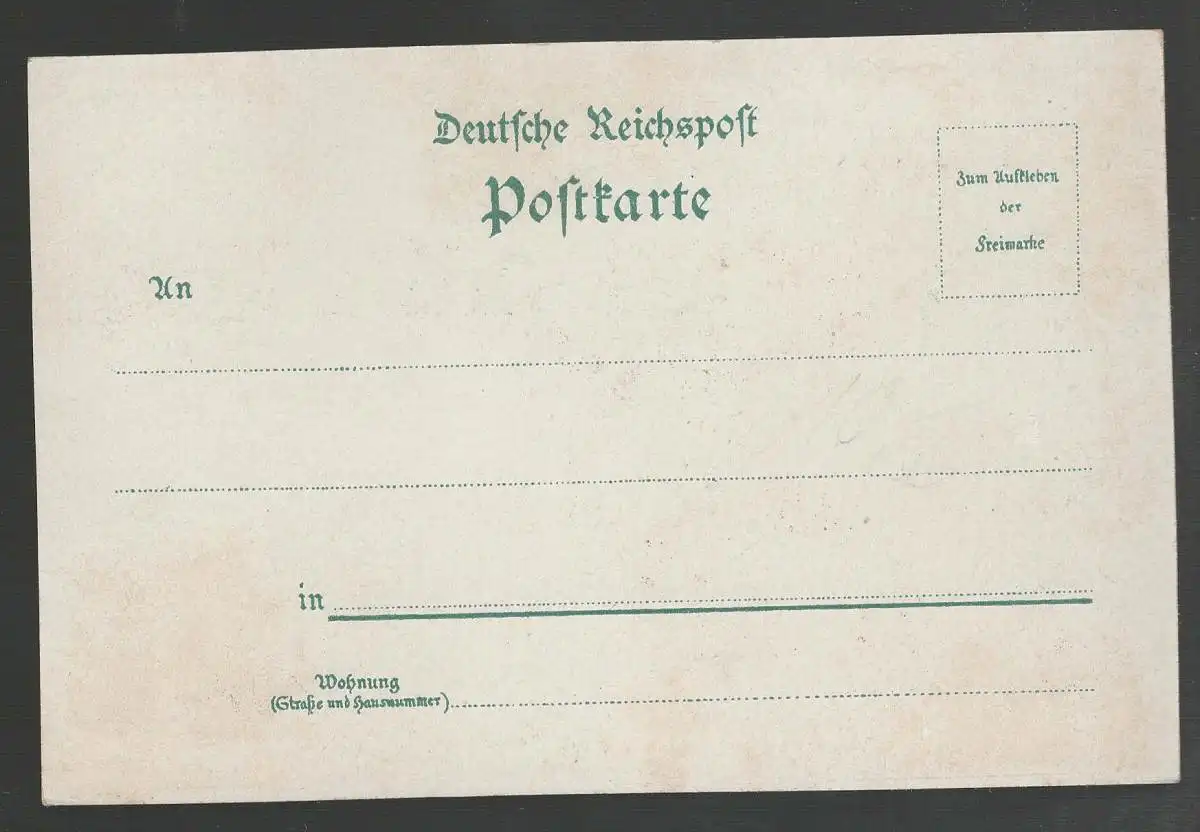 Deutsche Reichspost
Postkarte
Zum Aufkleben
der
Freimarke
An
in
Wohnung
(Straße und Hausnummer)